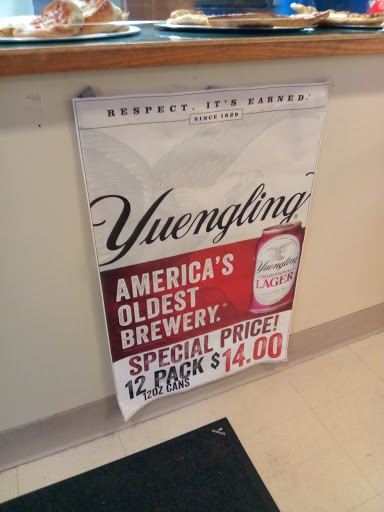 RESPECT. IT'S EARNED.
SINCE 1829
Yuengling
AMERICA'S
OLDEST
BREWERY.®
Yuengling
TRADITIONAL
LAGER
SPECIAL PRICE!
12 PACK $14.00
12OZ CANS